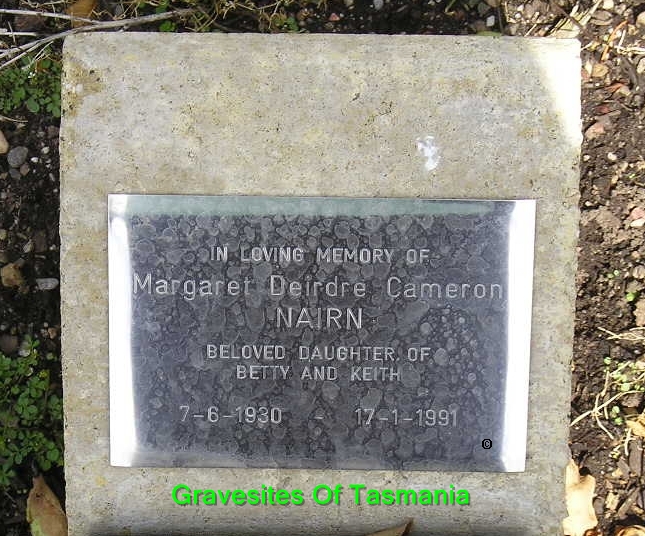 IN LOVING MEMORY OF
Margaret Deirdre Cameron
NAIRN
BELOVED DAUGHTER OF
BETTY AND KEITH
7-6-1930 - 17-1-1991
©
Gravesites Of Tasmania